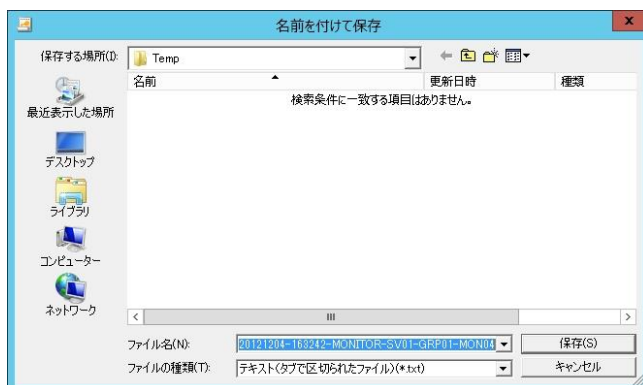 名前を付けて保存
x
保存する場所(I):
Temp
名前
更新日時
種類
検索条件に一致する項目はありません。
最近表示した場所
デスクトップ
ライブラリ
コンピューター
ネットワーク
ファイル名(N):
20121204-163242-MONITOR-SV01-GRP01-MON04
保存(S)
ファイルの種類(T):
テキスト(タブで区切られたファイル)(*.txt)
キャンセル